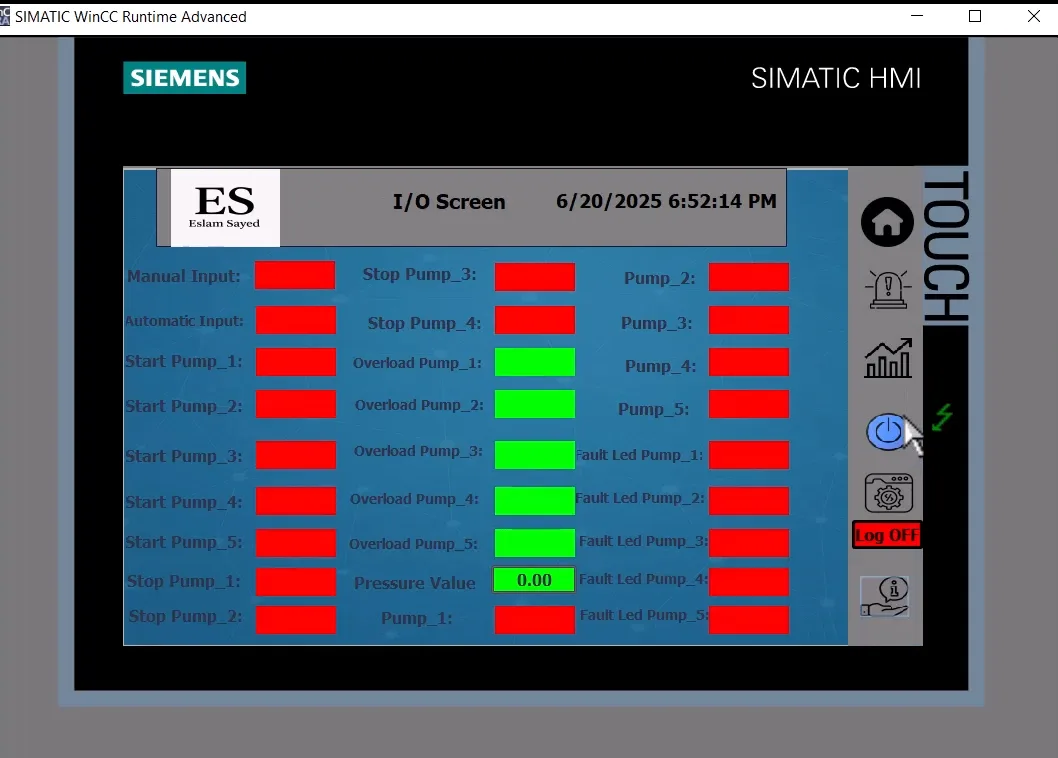 SIMATIC WinCC Runtime Advanced
SIEMENS
SIMATIC HMI
TOUCH
ES
Eslam Sayed
I/O Screen
6/20/2025 6:52:14 PM
Manual Input:
Stop Pump_3:
Pump_2:
Automatic Input:
Stop Pump_4:
Pump_3:
Start Pump_1:
Overload Pump_1:
Pump_4:
Start Pump_2:
Overload Pump_2:
Pump_5:
Start Pump_3:
Overload Pump_3:
Fault Led Pump_1:
Start Pump_4:
Overload Pump_4:
Fault Led Pump_2:
Start Pump_5:
Overload Pump_5:
Fault Led Pump_3:
Log OFF
Stop Pump_1:
Pressure Value
0.00
Fault Led Pump_4:
Stop Pump_2:
Pump_1:
Fault Led Pump_5: